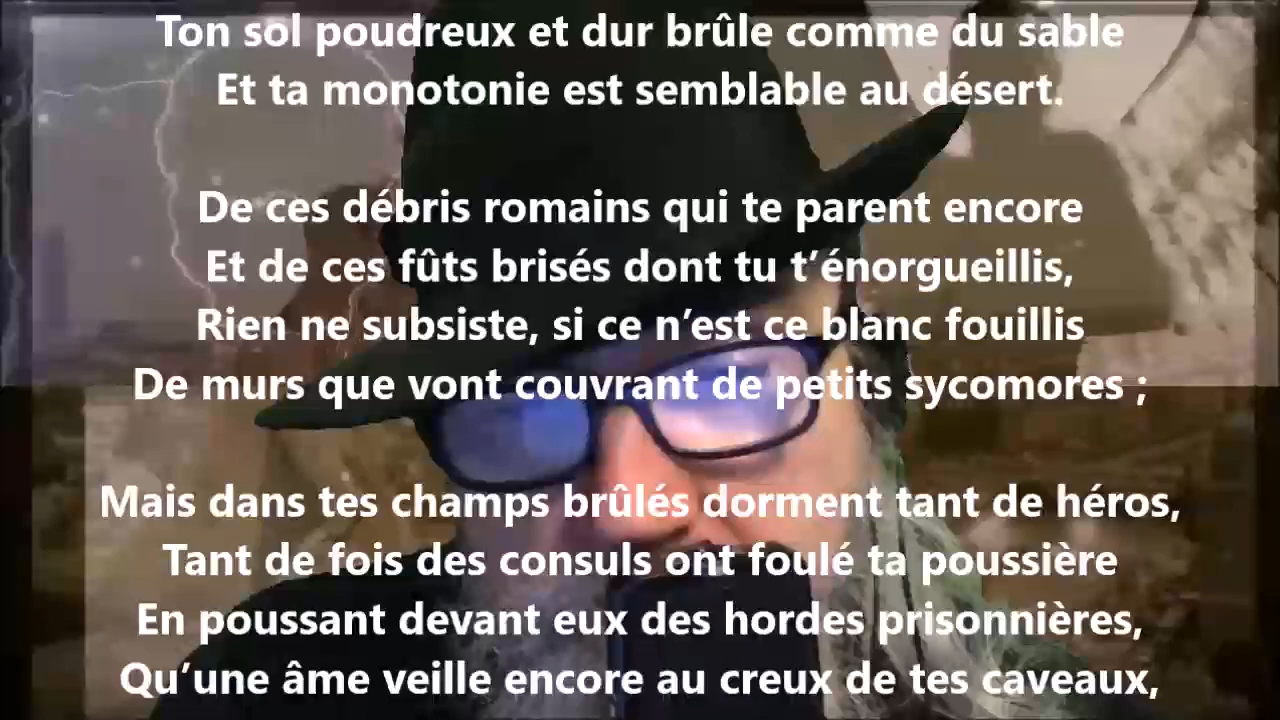 Ton sol poudreux et dur brûle comme du sable
Et ta monotonie est semblable au désert.
De ces débris romains qui te parent encore
Et de ces fûts brisés dont tu t’énorgueillis,
Rien ne subsiste, si ce n’est ce blanc fouillis
De murs que vont couvrant de petits sycomores ;
Mais dans tes champs brûlés dorment tant de héros,
Tant de fois des consuls ont foulé ta poussière
En poussant devant eux des hordes prisonnières,
Qu’une âme veille encore au creux de tes caveaux,